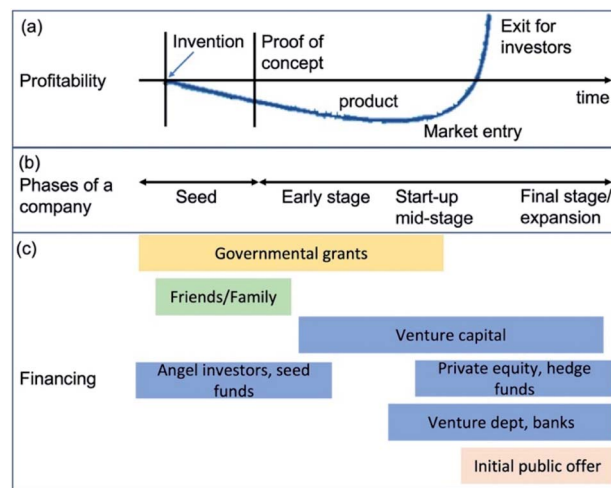 (a)
Invention
Proof of
concept
Exit for
investors
Profitability
product
time
Market entry
(b)
Phases of a
company
Seed
Early stage
Start-up
mid-stage
Final stage/
expansion
(c)
Governmental grants
Friends/Family
Venture capital
Financing
Angel investors, seed
funds
Private equity, hedge
funds
Venture dept, banks
Initial public offer